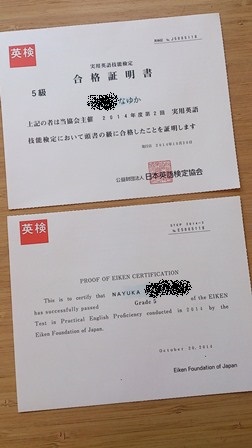 英検
実用英語技能検定
合格証明書
5級
なゆか
上記の者は当協会主催 2014年度第2回 実用英語
技能検定において頭書の級に合格したことを証明します
公益財団法人 日本英語検定協会
英検
PROOF OF EIKEN CERTIFICATION
This is to certify that NAYUKA
has successfully passed Grade 5 of the EIKEN
Test in Practical English Proficiency conducted in 2014 by the
Eiken Foundation of Japan.
October 20, 2014
Eiken Foundation of Japan